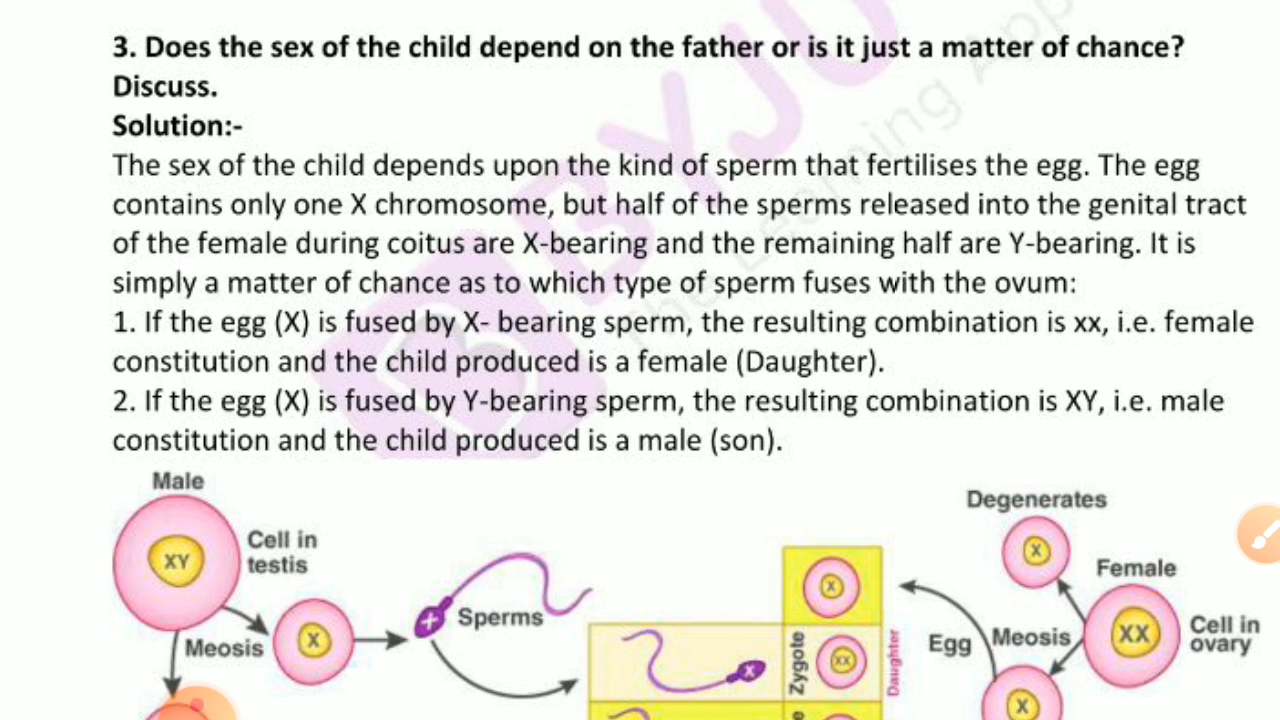 3. Does the sex of the child depend on the father or is it just a matter of chance?
Discuss.
Solution:-
The sex of the child depends upon the kind of sperm that fertilises the egg. The egg
contains only one X chromosome, but half of the sperms released into the genital tract
of the female during coitus are X-bearing and the remaining half are Y-bearing. It is
simply a matter of chance as to which type of sperm fuses with the ovum:
1. If the egg (X) is fused by X- bearing sperm, the resulting combination is xx, i.e. female
constitution and the child produced is a female (Daughter).
2. If the egg (X) is fused by Y-bearing sperm, the resulting combination is XY, i.e. male
constitution and the child produced is a male (son).
Male
XY
Cell in
testis
Meosis
X
Sperms
X
Zygote
XX
Daughter
X
Degenerates
X
Female
XX
Cell in
ovary
Egg
Meosis
X
BYJU
The Learning App